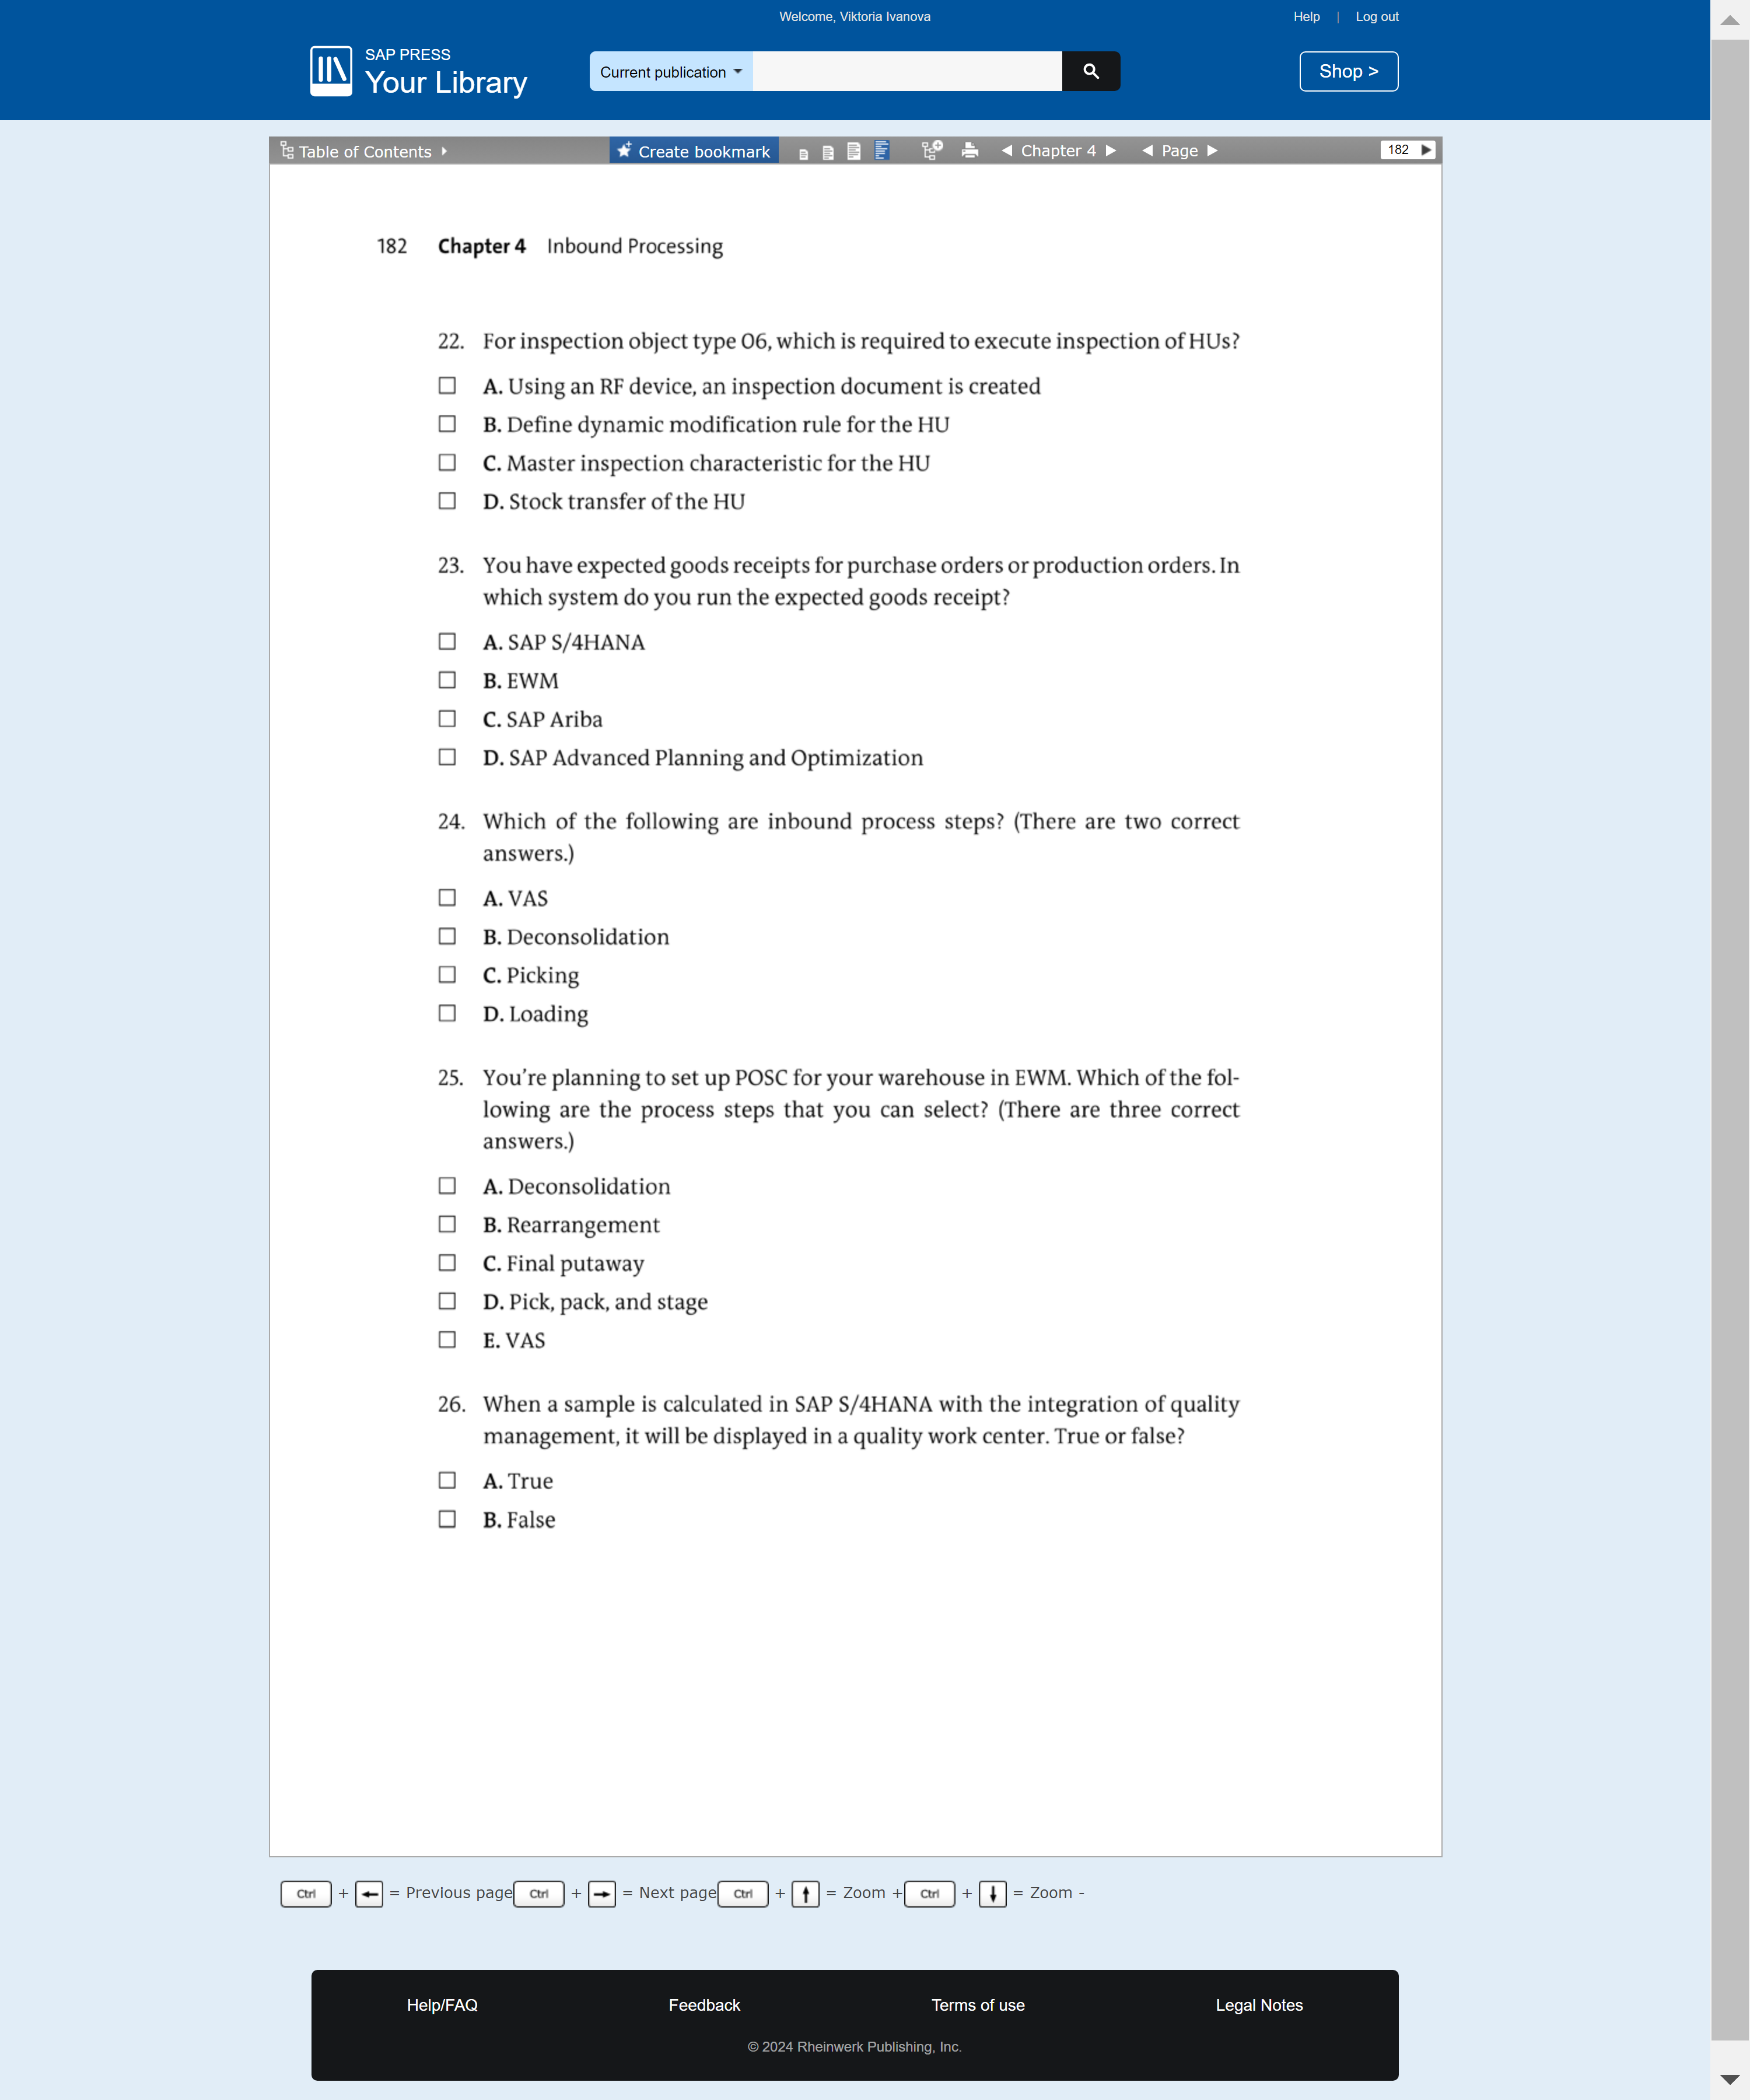 Welcome, Viktoria Ivanova
Help | Log out
SAP PRESS
Your Library
Current publication
Shop >
Table of Contents
Create bookmark
Chapter 4
Page
182
182 Chapter 4 Inbound Processing
22. For inspection object type 06, which is required to execute inspection of HUs?
A. Using an RF device, an inspection document is created
B. Define dynamic modification rule for the HU
C. Master inspection characteristic for the HU
D. Stock transfer of the HU
23. You have expected goods receipts for purchase orders or production orders. In
which system do you run the expected goods receipt?
A. SAP S/4HANA
B. EWM
C. SAP Ariba
D. SAP Advanced Planning and Optimization
24. Which of the following are inbound process steps? (There are two correct
answers.)
A. VAS
B. Deconsolidation
C. Picking
D. Loading
25. You're planning to set up POSC for your warehouse in EWM. Which of the fol-
lowing are the process steps that you can select? (There are three correct
answers.)
A. Deconsolidation
B. Rearrangement
C. Final putaway
D. Pick, pack, and stage
E. VAS
26. When a sample is calculated in SAP S/4HANA with the integration of quality
management, it will be displayed in a quality work center. True or false?
A. True
B. False
Ctrl + ← = Previous page Ctrl + → = Next page Ctrl + ↑ = Zoom + Ctrl + ↓ = Zoom -
Help/FAQ Feedback Terms of use Legal Notes
© 2024 Rheinwerk Publishing, Inc.